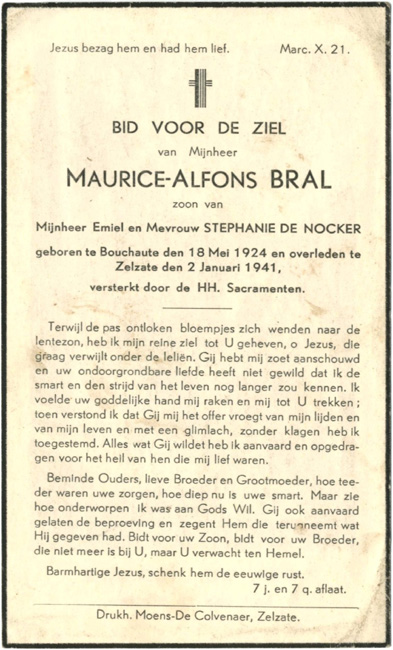 Jezus bezag hem en had hem lief. Marc. X. 21.
BID VOOR DE ZIEL
van Mijnheer
MAURICE-ALFONS BRAL
zoon van
Mijnheer Emiel en Mevrouw STEPHANIE DE NOCKER
geboren te Bouchaute den 18 Mei 1924 en overleden te
Zelzate den 2 Januari 1941,
versterkt door de HH. Sacramenten.
Terwijl de pas ontloken bloempjes zich wenden naar de
lentezon, heb ik mijn reine ziel tot U geheven, o Jezus, die
graag verwijlt onder de leliën. Gij hebt mij zoet aanschouwd
en uw ondoorgrondbare liefde heeft niet gewild dat ik de
smart en den strijd van het leven nog langer zou kennen. Ik
voelde uw goddelijke hand mij raken en mij tot U trekken ;
toen verstond ik dat Gij mij het offer vroegt van mijn lijden en
van mijn leven en met een glimlach, zonder klagen heb ik
toegestemd. Alles wat Gij wildet heb ik aanvaard en opgedra-
gen voor het heil van hen die mij lief waren.
Beminde Ouders, lieve Broeder en Grootmoeder, hoe tee-
der waren uwe zorgen, hoe diep nu is uwe smart. Maar zie
hoe onderworpen ik was aan Gods Wil. Gij ook aanvaard
gelaten de beproeving en zegent Hem die terugneemt wat
Hij gegeven had. Bidt voor uw Zoon, bidt voor uw Broeder,
die niet meer is bij U, maar U verwacht ten Hemel.
Barmhartige Jezus, schenk hem de eeuwige rust.
7 j. en 7 q. aflaat.
Drukh. Moens-De Colvenaer, Zelzate.